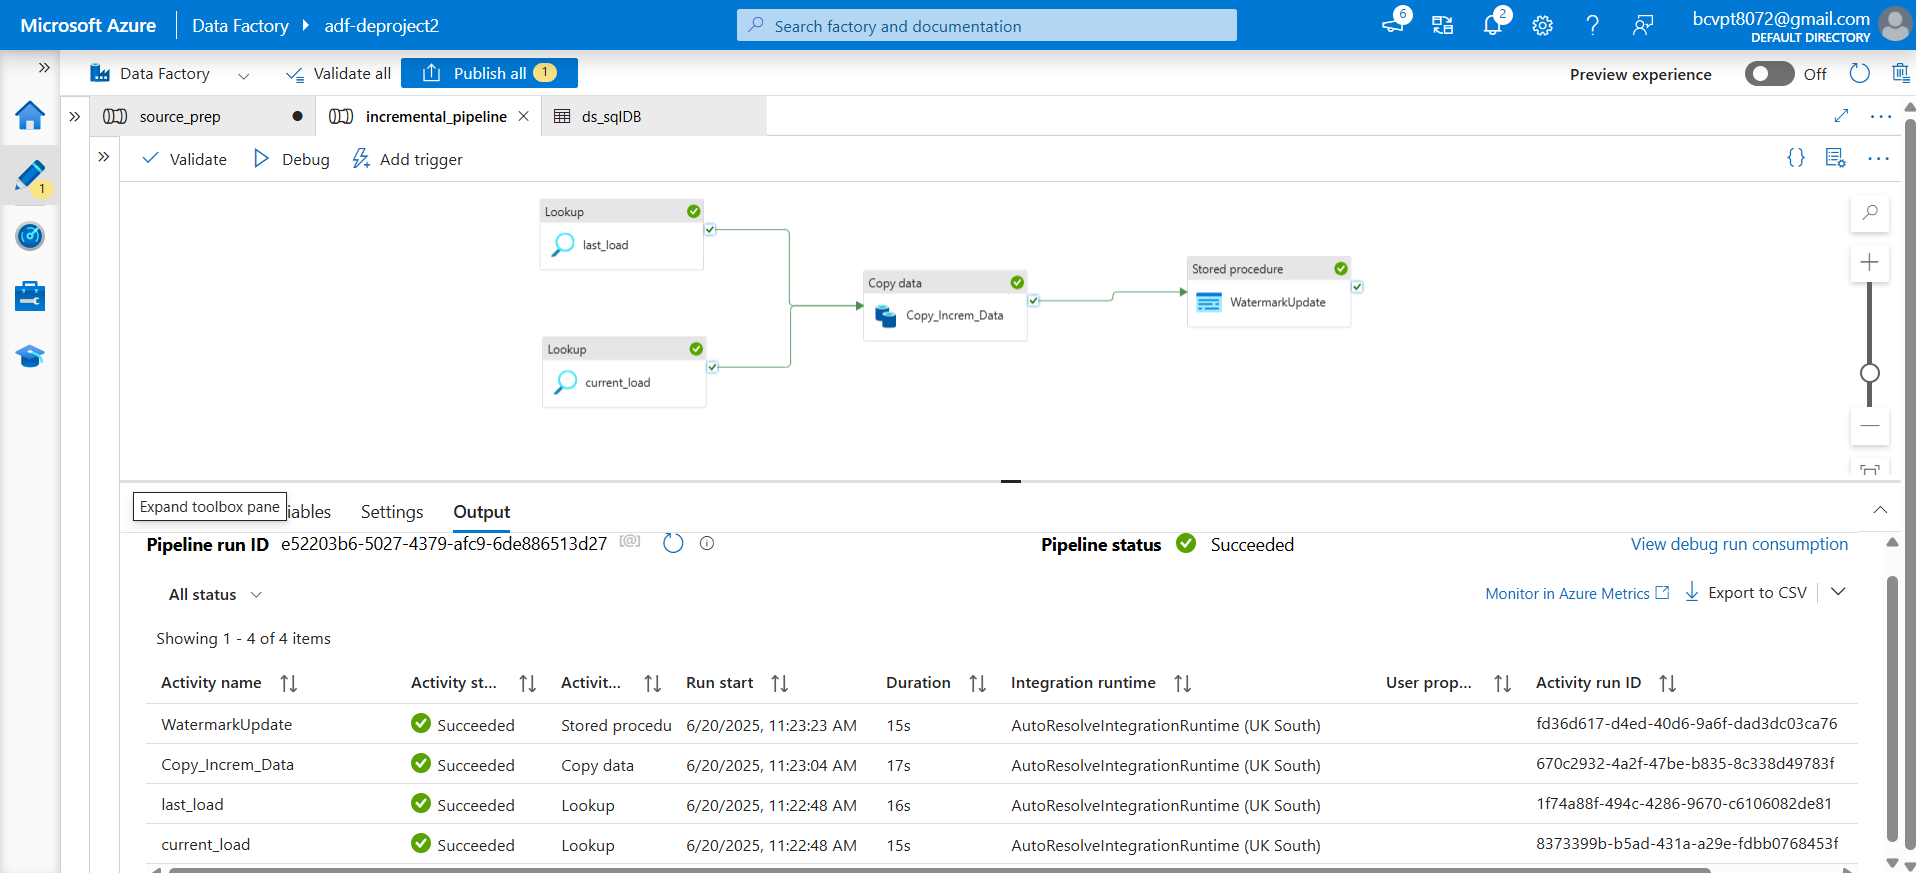 Microsoft Azure Data Factory adf-deproject2 Search factory and documentation 6 2 bcvpt8072@gmail.com
DEFAULT DIRECTORY
Data Factory Validate all Publish all 1 Preview experience Off
source_prep incremental_pipeline ds_sqlDB
1
Validate Debug Add trigger {}
Lookup
last_load
Lookup
current_load
Copy data
Copy_Increm_Data
Stored procedure
WatermarkUpdate
Expand toolbox pane iables Settings Output
Pipeline run ID e52203b6-5027-4379-afc9-6de886513d27 [@] Pipeline status Succeeded View debug run consumption
All status Monitor in Azure Metrics Export to CSV
Showing 1 - 4 of 4 items
Activity name Activity st... Activit... Run start Duration Integration runtime User prop... Activity run ID
WatermarkUpdate Succeeded Stored procedu 6/20/2025, 11:23:23 AM 15s AutoResolveIntegrationRuntime (UK South) fd36d617-d4ed-40d6-9a6f-dad3dc03ca76
Copy_Increm_Data Succeeded Copy data 6/20/2025, 11:23:04 AM 17s AutoResolveIntegrationRuntime (UK South) 670c2932-4a2f-47be-b835-8c338d49783f
last_load Succeeded Lookup 6/20/2025, 11:22:48 AM 16s AutoResolveIntegrationRuntime (UK South) 1f74a88f-494c-4286-9670-c6106082de81
current_load Succeeded Lookup 6/20/2025, 11:22:48 AM 15s AutoResolveIntegrationRuntime (UK South) 8373399b-b5ad-431a-a29e-fdbb0768453f